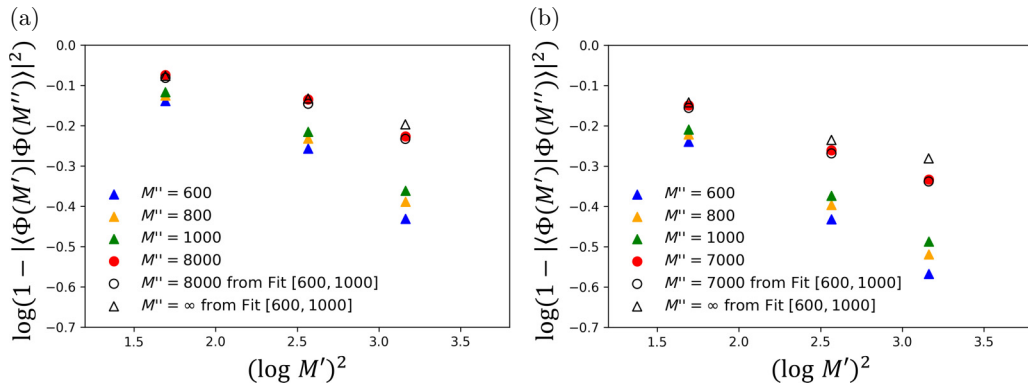 (a)
log(1 − |⟨Φ(M′)|Φ(M″)⟩|²)
0.0
−0.1
−0.2
−0.3
−0.4
−0.5
−0.6
−0.7
M″ = 600
M″ = 800
M″ = 1000
M″ = 8000
M″ = 8000 from Fit [600, 1000]
M″ = ∞ from Fit [600, 1000]
1.5 2.0 2.5 3.0 3.5
(log M′)²
(b)
log(1 − |⟨Φ(M′)|Φ(M″)⟩|²)
0.0
−0.1
−0.2
−0.3
−0.4
−0.5
−0.6
−0.7
M″ = 600
M″ = 800
M″ = 1000
M″ = 7000
M″ = 7000 from Fit [600, 1000]
M″ = ∞ from Fit [600, 1000]
1.5 2.0 2.5 3.0 3.5
(log M′)²